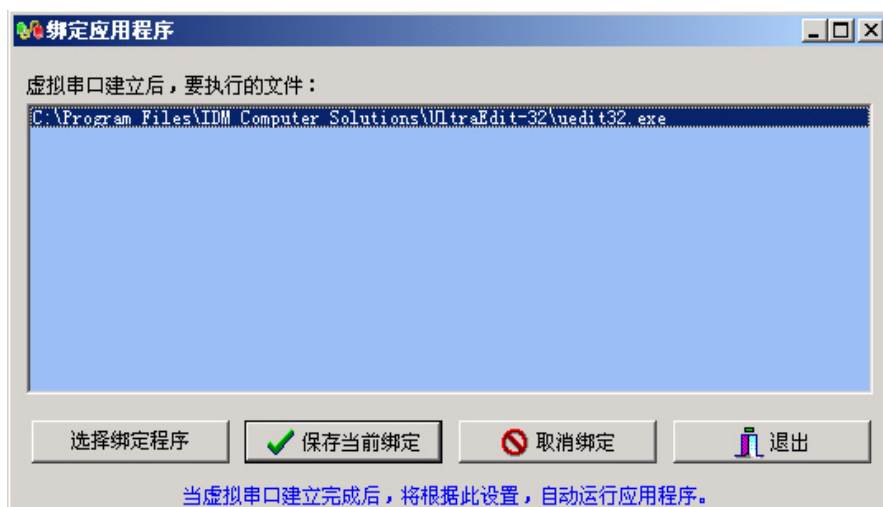 绑定应用程序
虚拟串口建立后，要执行的文件：
C:\Program Files\IDM Computer Solutions\UltraEdit-32\uedit32.exe
选择绑定程序 保存当前绑定 取消绑定 退出
当虚拟串口建立完成后，将根据此设置，自动运行应用程序。